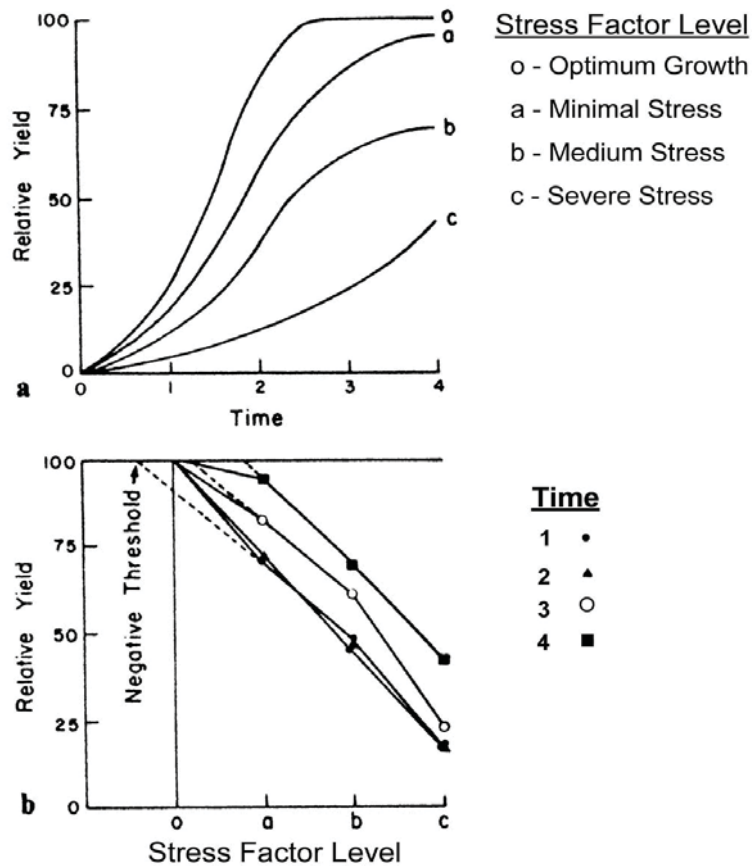 100
75
50
25
0
Relative Yield
o
a
b
c
0
1
2
3
4
Time
a
Stress Factor Level
o - Optimum Growth
a - Minimal Stress
b - Medium Stress
c - Severe Stress
100
75
50
25
0
Relative Yield
Negative Threshold
o
a
b
c
Stress Factor Level
b
Time
1
2
3
4